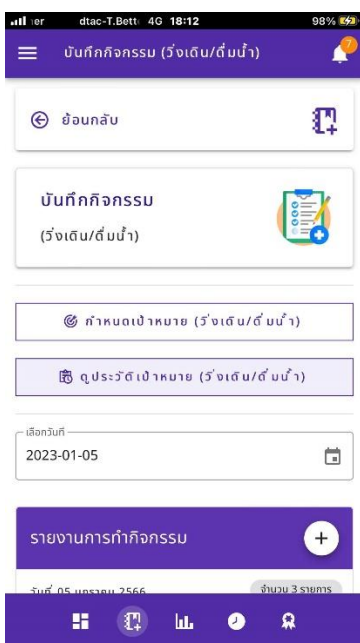 dtac-T.Bett 4G 18:12 98%
บันทึกกิจกรรม (วิ่งเดิน/ดื่มน้ำ)
7
ย้อนกลับ
บันทึกกิจกรรม
(วิ่งเดิน/ดื่มน้ำ)
กำหนดเป้าหมาย (วิ่งเดิน/ดื่มน้ำ)
ดูประวัติเป้าหมาย (วิ่งเดิน/ดื่มน้ำ)
เลือกวันที่
2023-01-05
รายงานการทำกิจกรรม
วันที่ 05 มกราคม 2566
จำนวน 3 รายการ